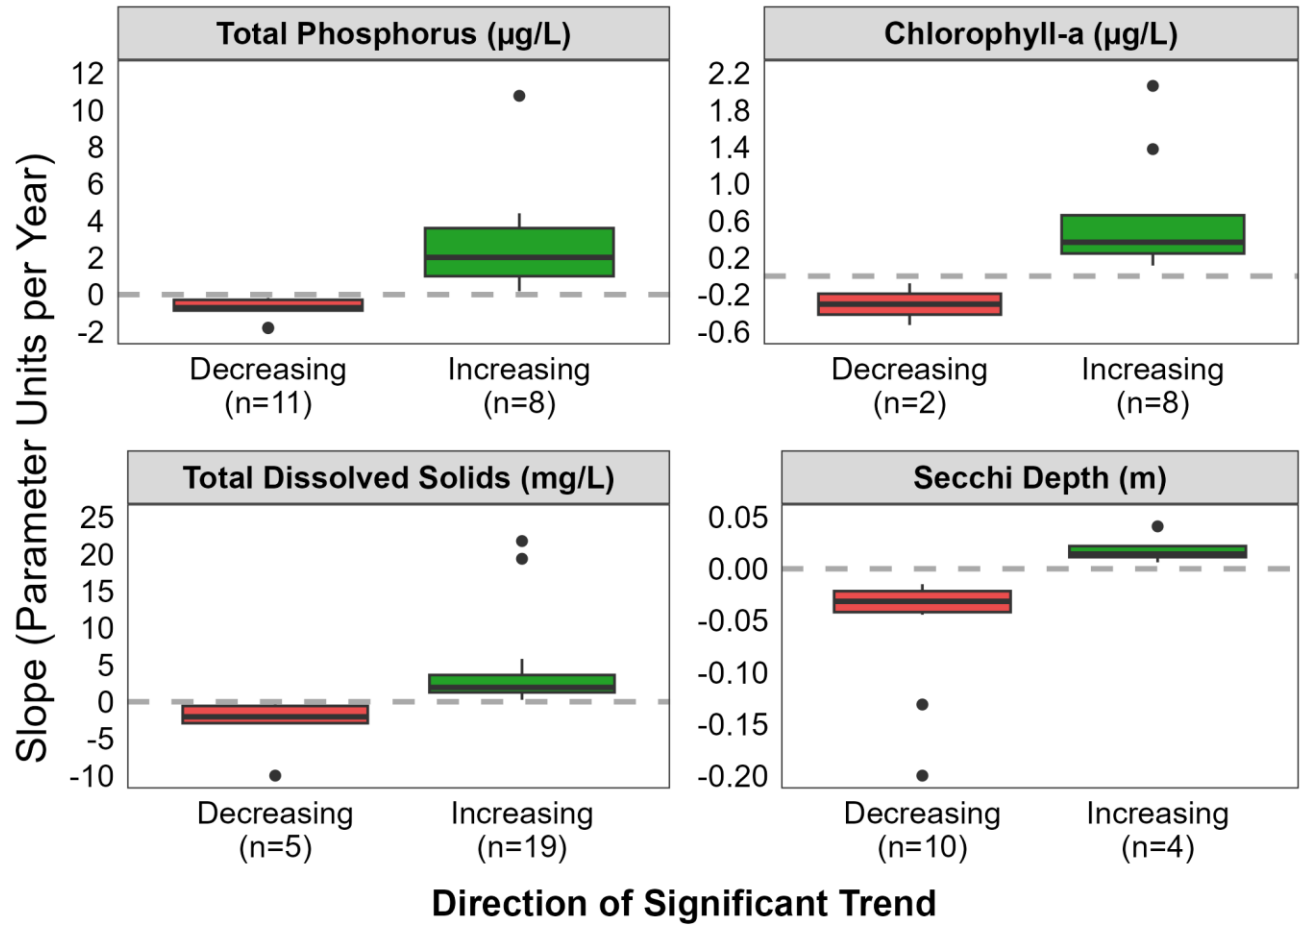 Total Phosphorus (µg/L)
12
10
8
6
4
2
0
-2
Decreasing
(n=11)
Increasing
(n=8)
Chlorophyll-a (µg/L)
2.2
1.8
1.4
1.0
0.6
0.2
-0.2
-0.6
Decreasing
(n=2)
Increasing
(n=8)
Slope (Parameter Units per Year)
Total Dissolved Solids (mg/L)
25
20
15
10
5
0
-5
-10
Decreasing
(n=5)
Increasing
(n=19)
Secchi Depth (m)
0.05
0.00
-0.05
-0.10
-0.15
-0.20
Decreasing
(n=10)
Increasing
(n=4)
Direction of Significant Trend